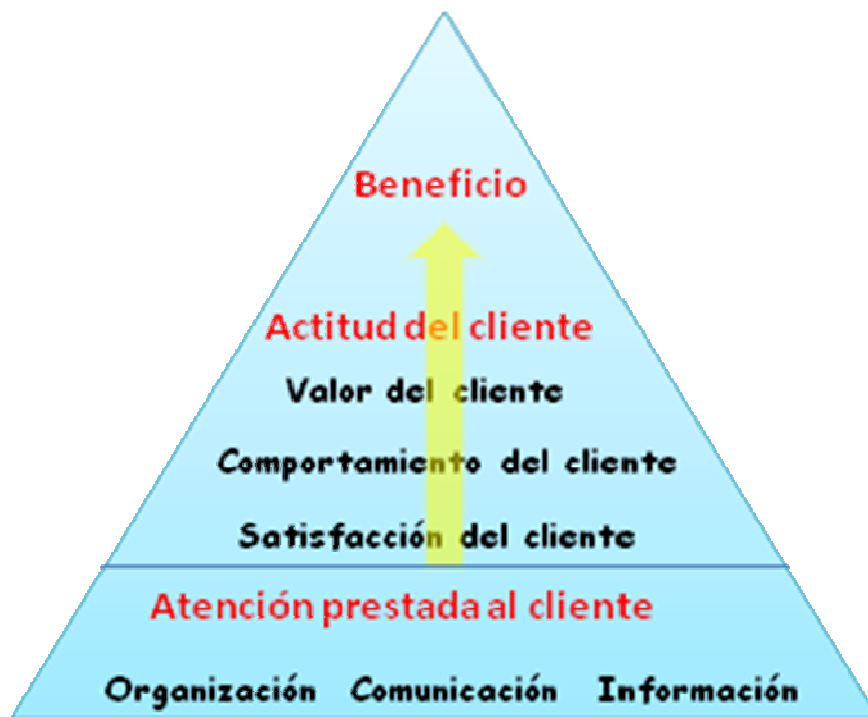 Beneficio
Actitud del cliente
Valor del cliente
Comportamiento del cliente
Satisfacción del cliente
Atención prestada al cliente
Organización Comunicación Información